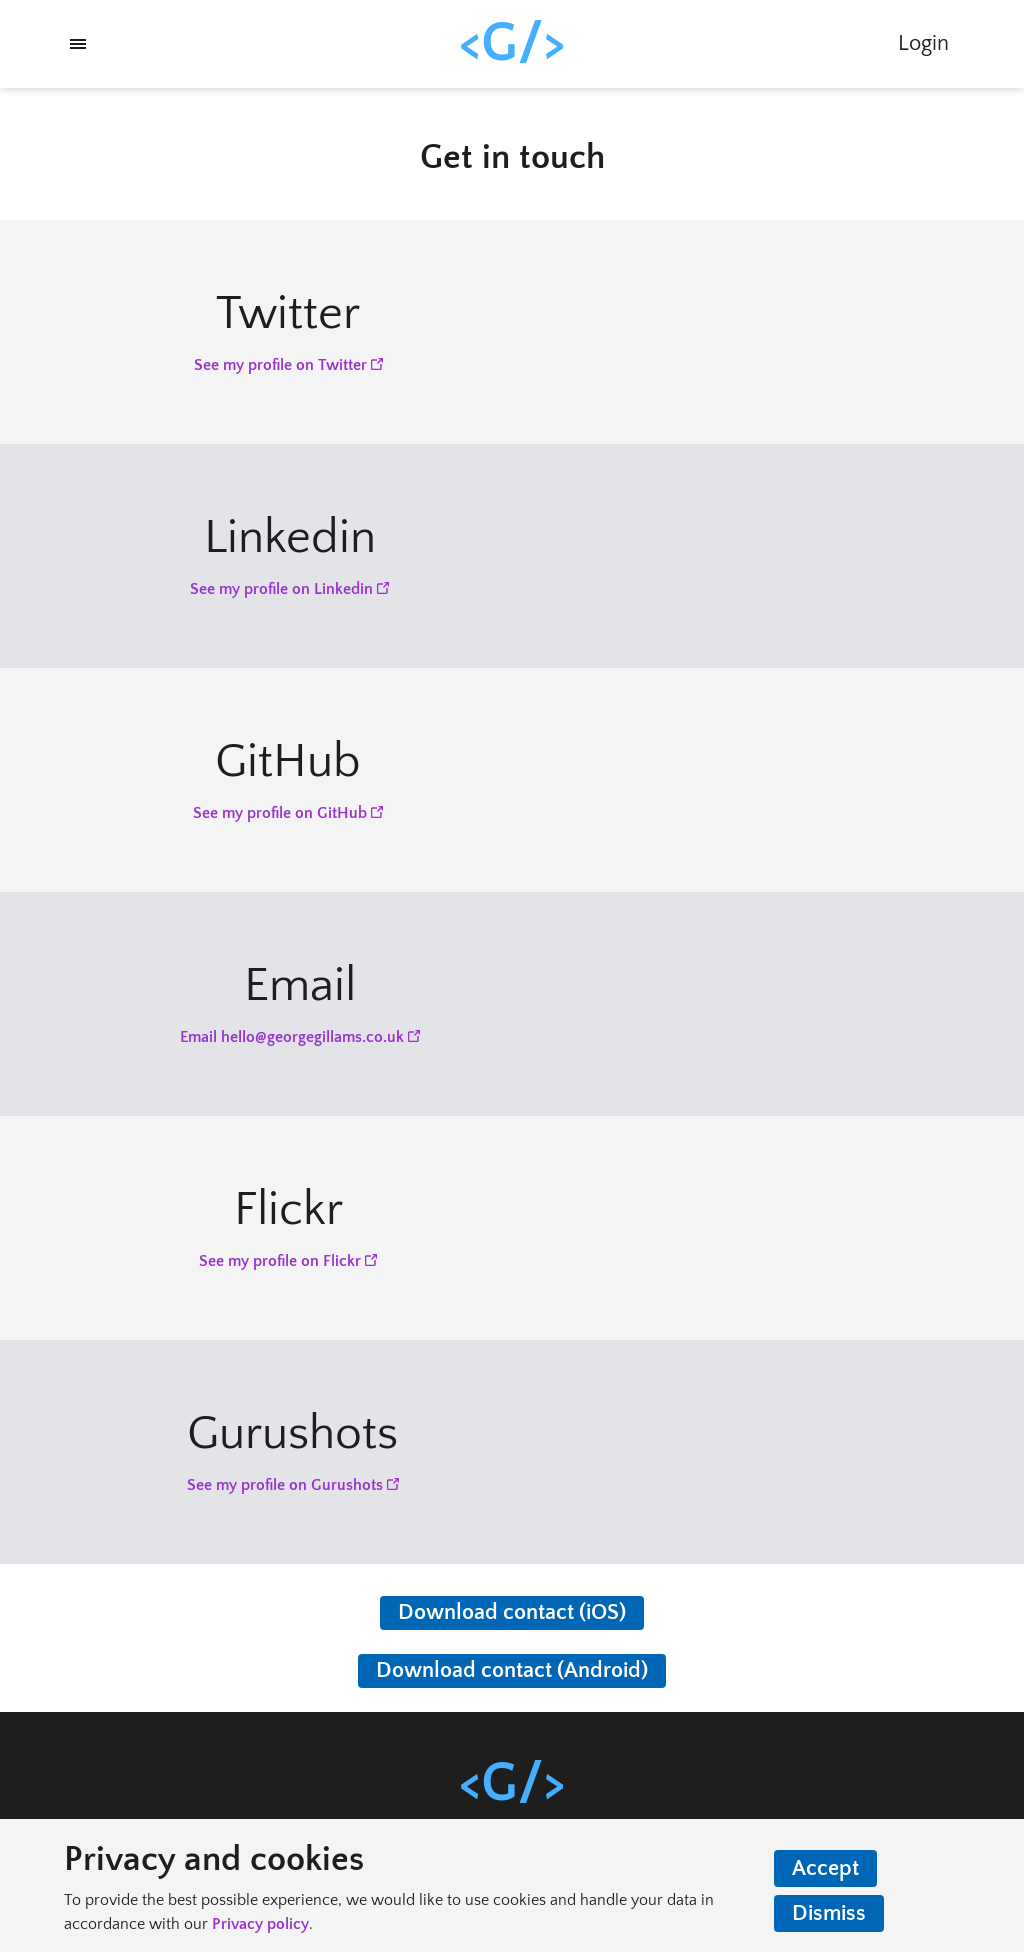 <G/>
Login
Get in touch
Twitter
See my profile on Twitter
Linkedin
See my profile on Linkedin
GitHub
See my profile on GitHub
Email
Email hello@georgegillams.co.uk
Flickr
See my profile on Flickr
Gurushots
See my profile on Gurushots
Download contact (iOS)
Download contact (Android)
<G/>
Privacy and cookies
To provide the best possible experience, we would like to use cookies and handle your data in
accordance with our Privacy policy.
Accept
Dismiss